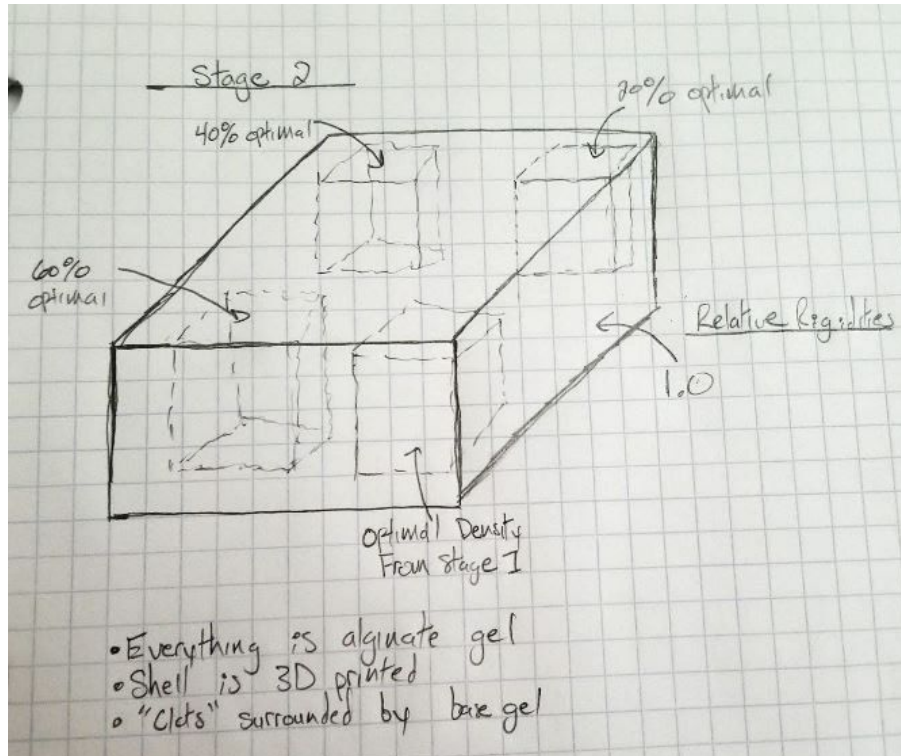 Stage 2
40% optimal
20% optimal
60%
optimal
Relative Rigidities
1.0
Optimal Density
From Stage I
• Everything is alginate gel
• Shell is 3D printed
• "Clots" surrounded by base gel